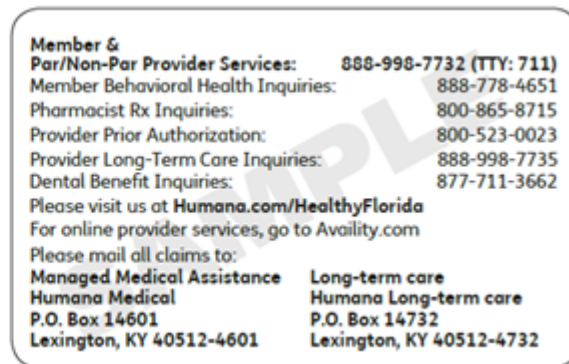 Member &
Par/Non-Par Provider Services: 888-998-7732 (TTY: 711)
Member Behavioral Health Inquiries: 888-778-4651
Pharmacist Rx Inquiries: 800-865-8715
Provider Prior Authorization: 800-523-0023
Provider Long-Term Care Inquiries: 888-998-7735
Dental Benefit Inquiries: 877-711-3662
Please visit us at Humana.com/HealthyFlorida
For online provider services, go to Availity.com
Please mail all claims to:
Managed Medical Assistance Long-term care
Humana Medical Humana Long-term care
P.O. Box 14601 P.O. Box 14732
Lexington, KY 40512-4601 Lexington, KY 40512-4732
SAMPLE